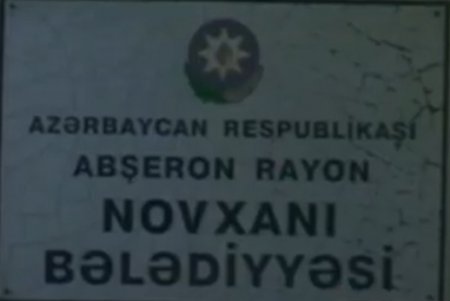 AZƏRBAYCAN RESPUBLİKASI
ABŞERON RAYON
NOVXANI
BƏLƏDİYYƏSİ